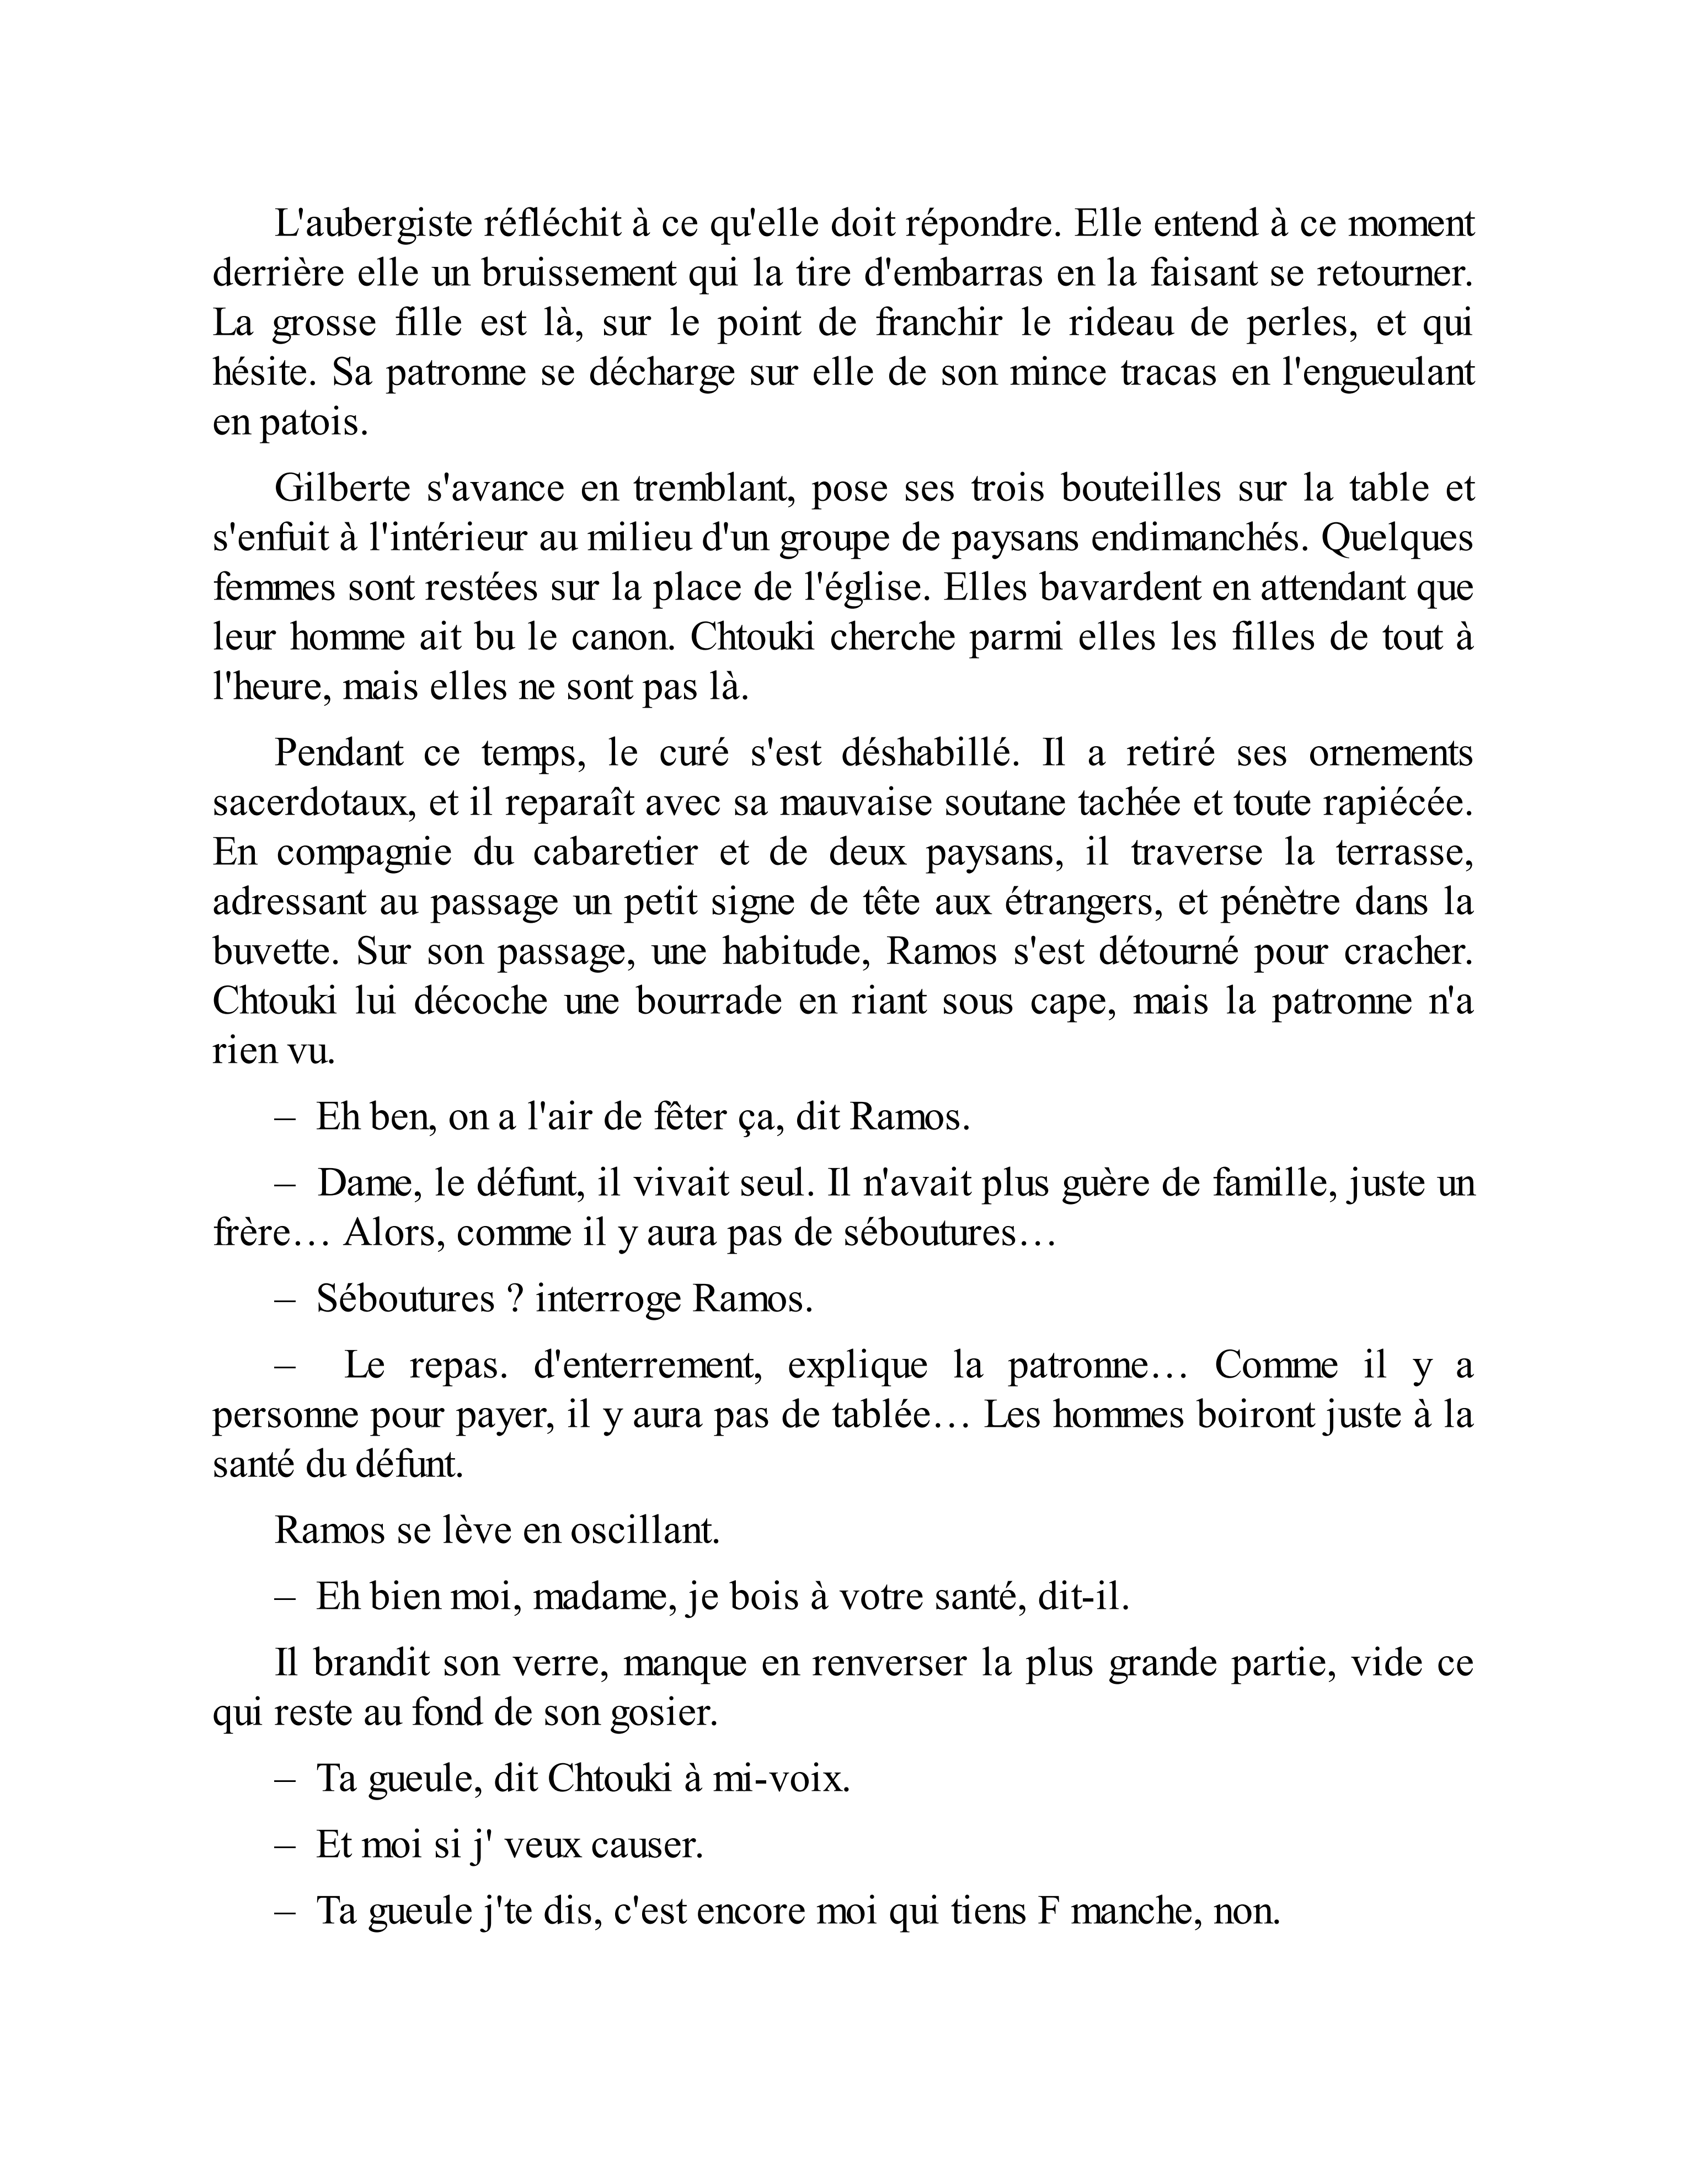 L'aubergiste réfléchit à ce qu'elle doit répondre. Elle entend à ce moment
derrière elle un bruissement qui la tire d'embarras en la faisant se retourner.
La grosse fille est là, sur le point de franchir le rideau de perles, et qui
hésite. Sa patronne se décharge sur elle de son mince tracas en l'engueulant
en patois.
Gilberte s'avance en tremblant, pose ses trois bouteilles sur la table et
s'enfuit à l'intérieur au milieu d'un groupe de paysans endimanchés. Quelques
femmes sont restées sur la place de l'église. Elles bavardent en attendant que
leur homme ait bu le canon. Chtouki cherche parmi elles les filles de tout à
l'heure, mais elles ne sont pas là.
Pendant ce temps, le curé s'est déshabillé. Il a retiré ses ornements
sacerdotaux, et il reparaît avec sa mauvaise soutane tachée et toute rapiécée.
En compagnie du cabaretier et de deux paysans, il traverse la terrasse,
adressant au passage un petit signe de tête aux étrangers, et pénètre dans la
buvette. Sur son passage, une habitude, Ramos s'est détourné pour cracher.
Chtouki lui décoche une bourrade en riant sous cape, mais la patronne n'a
rien vu.
– Eh ben, on a l'air de fêter ça, dit Ramos.
– Dame, le défunt, il vivait seul. Il n'avait plus guère de famille, juste un
frère… Alors, comme il y aura pas de séboutures…
– Séboutures ? interroge Ramos.
– Le repas. d'enterrement, explique la patronne… Comme il y a
personne pour payer, il y aura pas de tablée… Les hommes boiront juste à la
santé du défunt.
Ramos se lève en oscillant.
– Eh bien moi, madame, je bois à votre santé, dit-il.
Il brandit son verre, manque en renverser la plus grande partie, vide ce
qui reste au fond de son gosier.
– Ta gueule, dit Chtouki à mi-voix.
– Et moi si j' veux causer.
– Ta gueule j'te dis, c'est encore moi qui tiens F manche, non.